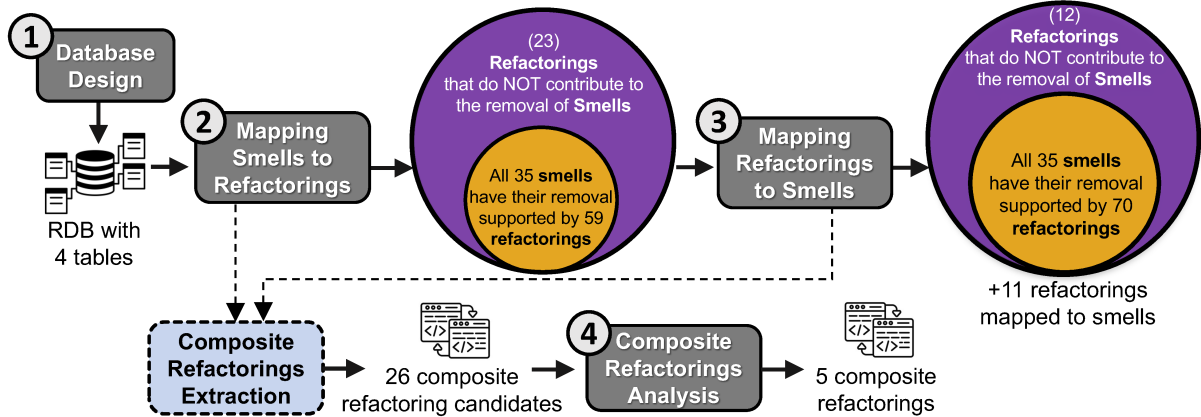 1
Database
Design
RDB with
4 tables
2
Mapping
Smells to
Refactorings
(23)
Refactorings
that do NOT contribute to
the removal of Smells
All 35 smells
have their removal
supported by 59
refactorings
3
Mapping
Refactorings
to Smells
(12)
Refactorings
that do NOT contribute to
the removal of Smells
All 35 smells
have their removal
supported by 70
refactorings
+11 refactorings
mapped to smells
Composite
Refactorings
Extraction
</>
</>
26 composite
refactoring candidates
4
Composite
Refactorings
Analysis
</>
</>
5 composite
refactorings